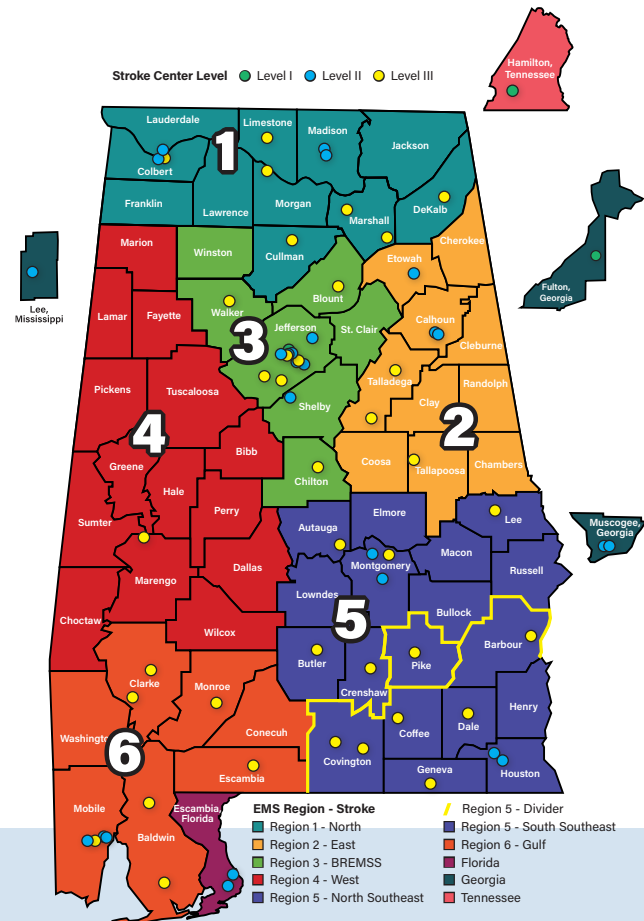 Hamilton,
Tennessee
Stroke Center Level
Level I
Level II
Level III
Lauderdale
Limestone
Madison
Jackson
1
Colbert
Franklin
Lawrence
Morgan
Marshall
DeKalb
Marion
Winston
Cullman
Etowah
Cherokee
Fulton,
Georgia
Lee,
Mississippi
Lamar
Fayette
Walker
Blount
Jefferson
St. Clair
Calhoun
Cleburne
3
Pickens
Tuscaloosa
Talladega
Randolph
Clay
Shelby
2
4
Bibb
Greene
Hale
Perry
Chilton
Coosa
Tallapoosa
Chambers
Sumter
Autauga
Elmore
Lee
Muscogee,
Georgia
Marengo
Dallas
Montgomery
Macon
Russell
Lowndes
Bullock
Choctaw
Wilcox
5
Butler
Crenshaw
Pike
Barbour
Clarke
Monroe
Washingto
Conecuh
Covington
Coffee
Dale
Henry
6
Escambia
Geneva
Houston
Mobile
Baldwin
Escambia,
Florida
EMS Region - Stroke
Region 1 - North
Region 2 - East
Region 3 - BREMSS
Region 4 - West
Region 5 - North Southeast
Region 5 - Divider
Region 5 - South Southeast
Region 6 - Gulf
Florida
Georgia
Tennessee